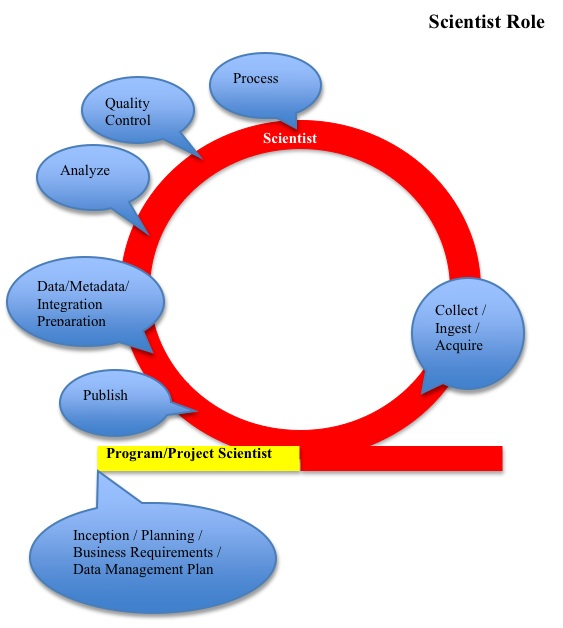 Scientist Role
Process
Quality
Control
Scientist
Analyze
Data/Metadata/
Integration
Preparation
Collect /
Ingest /
Acquire
Publish
Program/Project Scientist
Inception / Planning /
Business Requirements /
Data Management Plan